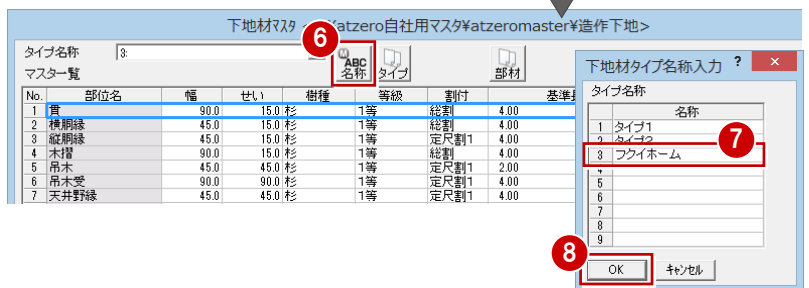 下地材ﾏｽﾀ <
¥atzero自社用マスタ¥atzeromaster¥造作下地>
6
タイプ名称 3:
ABC
名称 タイプ 部材
マスター覧
No. 部位名 幅 せい 樹種 等級 割付 基準
1 貫 90.0 15.0 杉 1等 総割 4.00
2 横胴縁 45.0 15.0 杉 1等 総割 4.00
3 縦胴縁 45.0 15.0 杉 1等 定尺割1 4.00
4 木摺 90.0 15.0 杉 1等 総割 4.00
5 吊木 45.0 45.0 杉 1等 定尺割1 2.00
6 吊木受 90.0 90.0 杉 1等 定尺割1 4.00
7 天井野縁 45.0 45.0 杉 1等 定尺割1 4.00
下地材タイプ名称入力 ? ×
タイプ名称
名称
1 タイプ1
2 タイプ2
7
3 フクイホーム
4
5
6
7
8
9
8
OK キャンセル